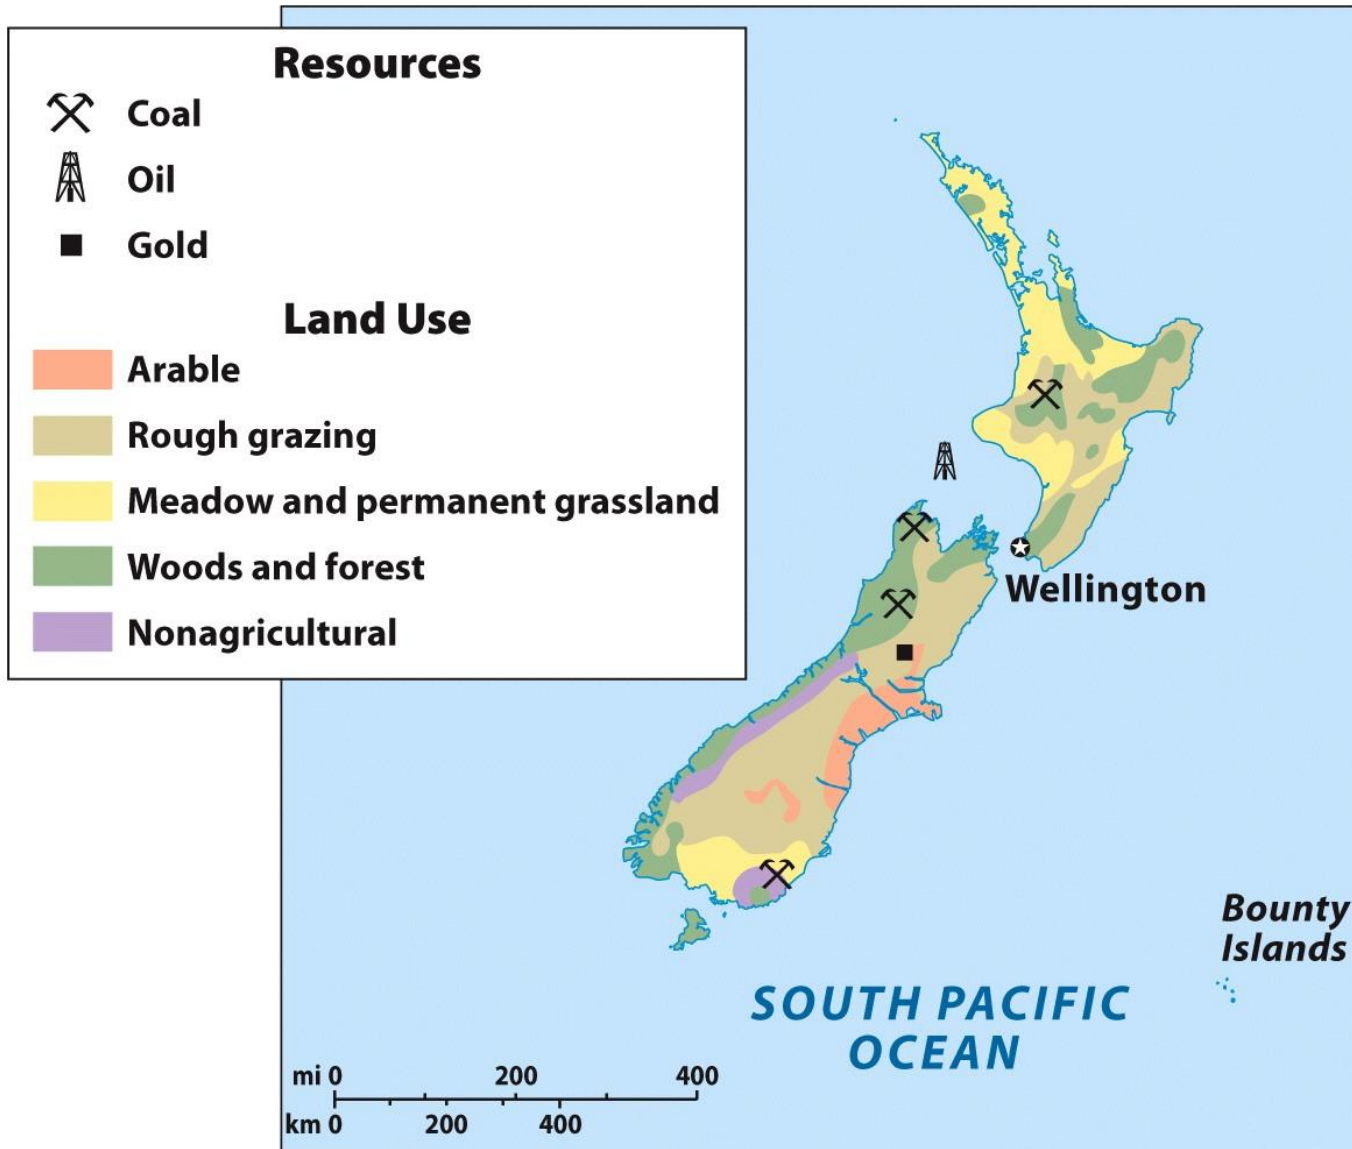 Resources
Coal
Oil
Gold
Land Use
Arable
Rough grazing
Meadow and permanent grassland
Woods and forest
Nonagricultural
Wellington
Bounty
Islands
SOUTH PACIFIC
OCEAN
mi 0 200 400
km 0 200 400